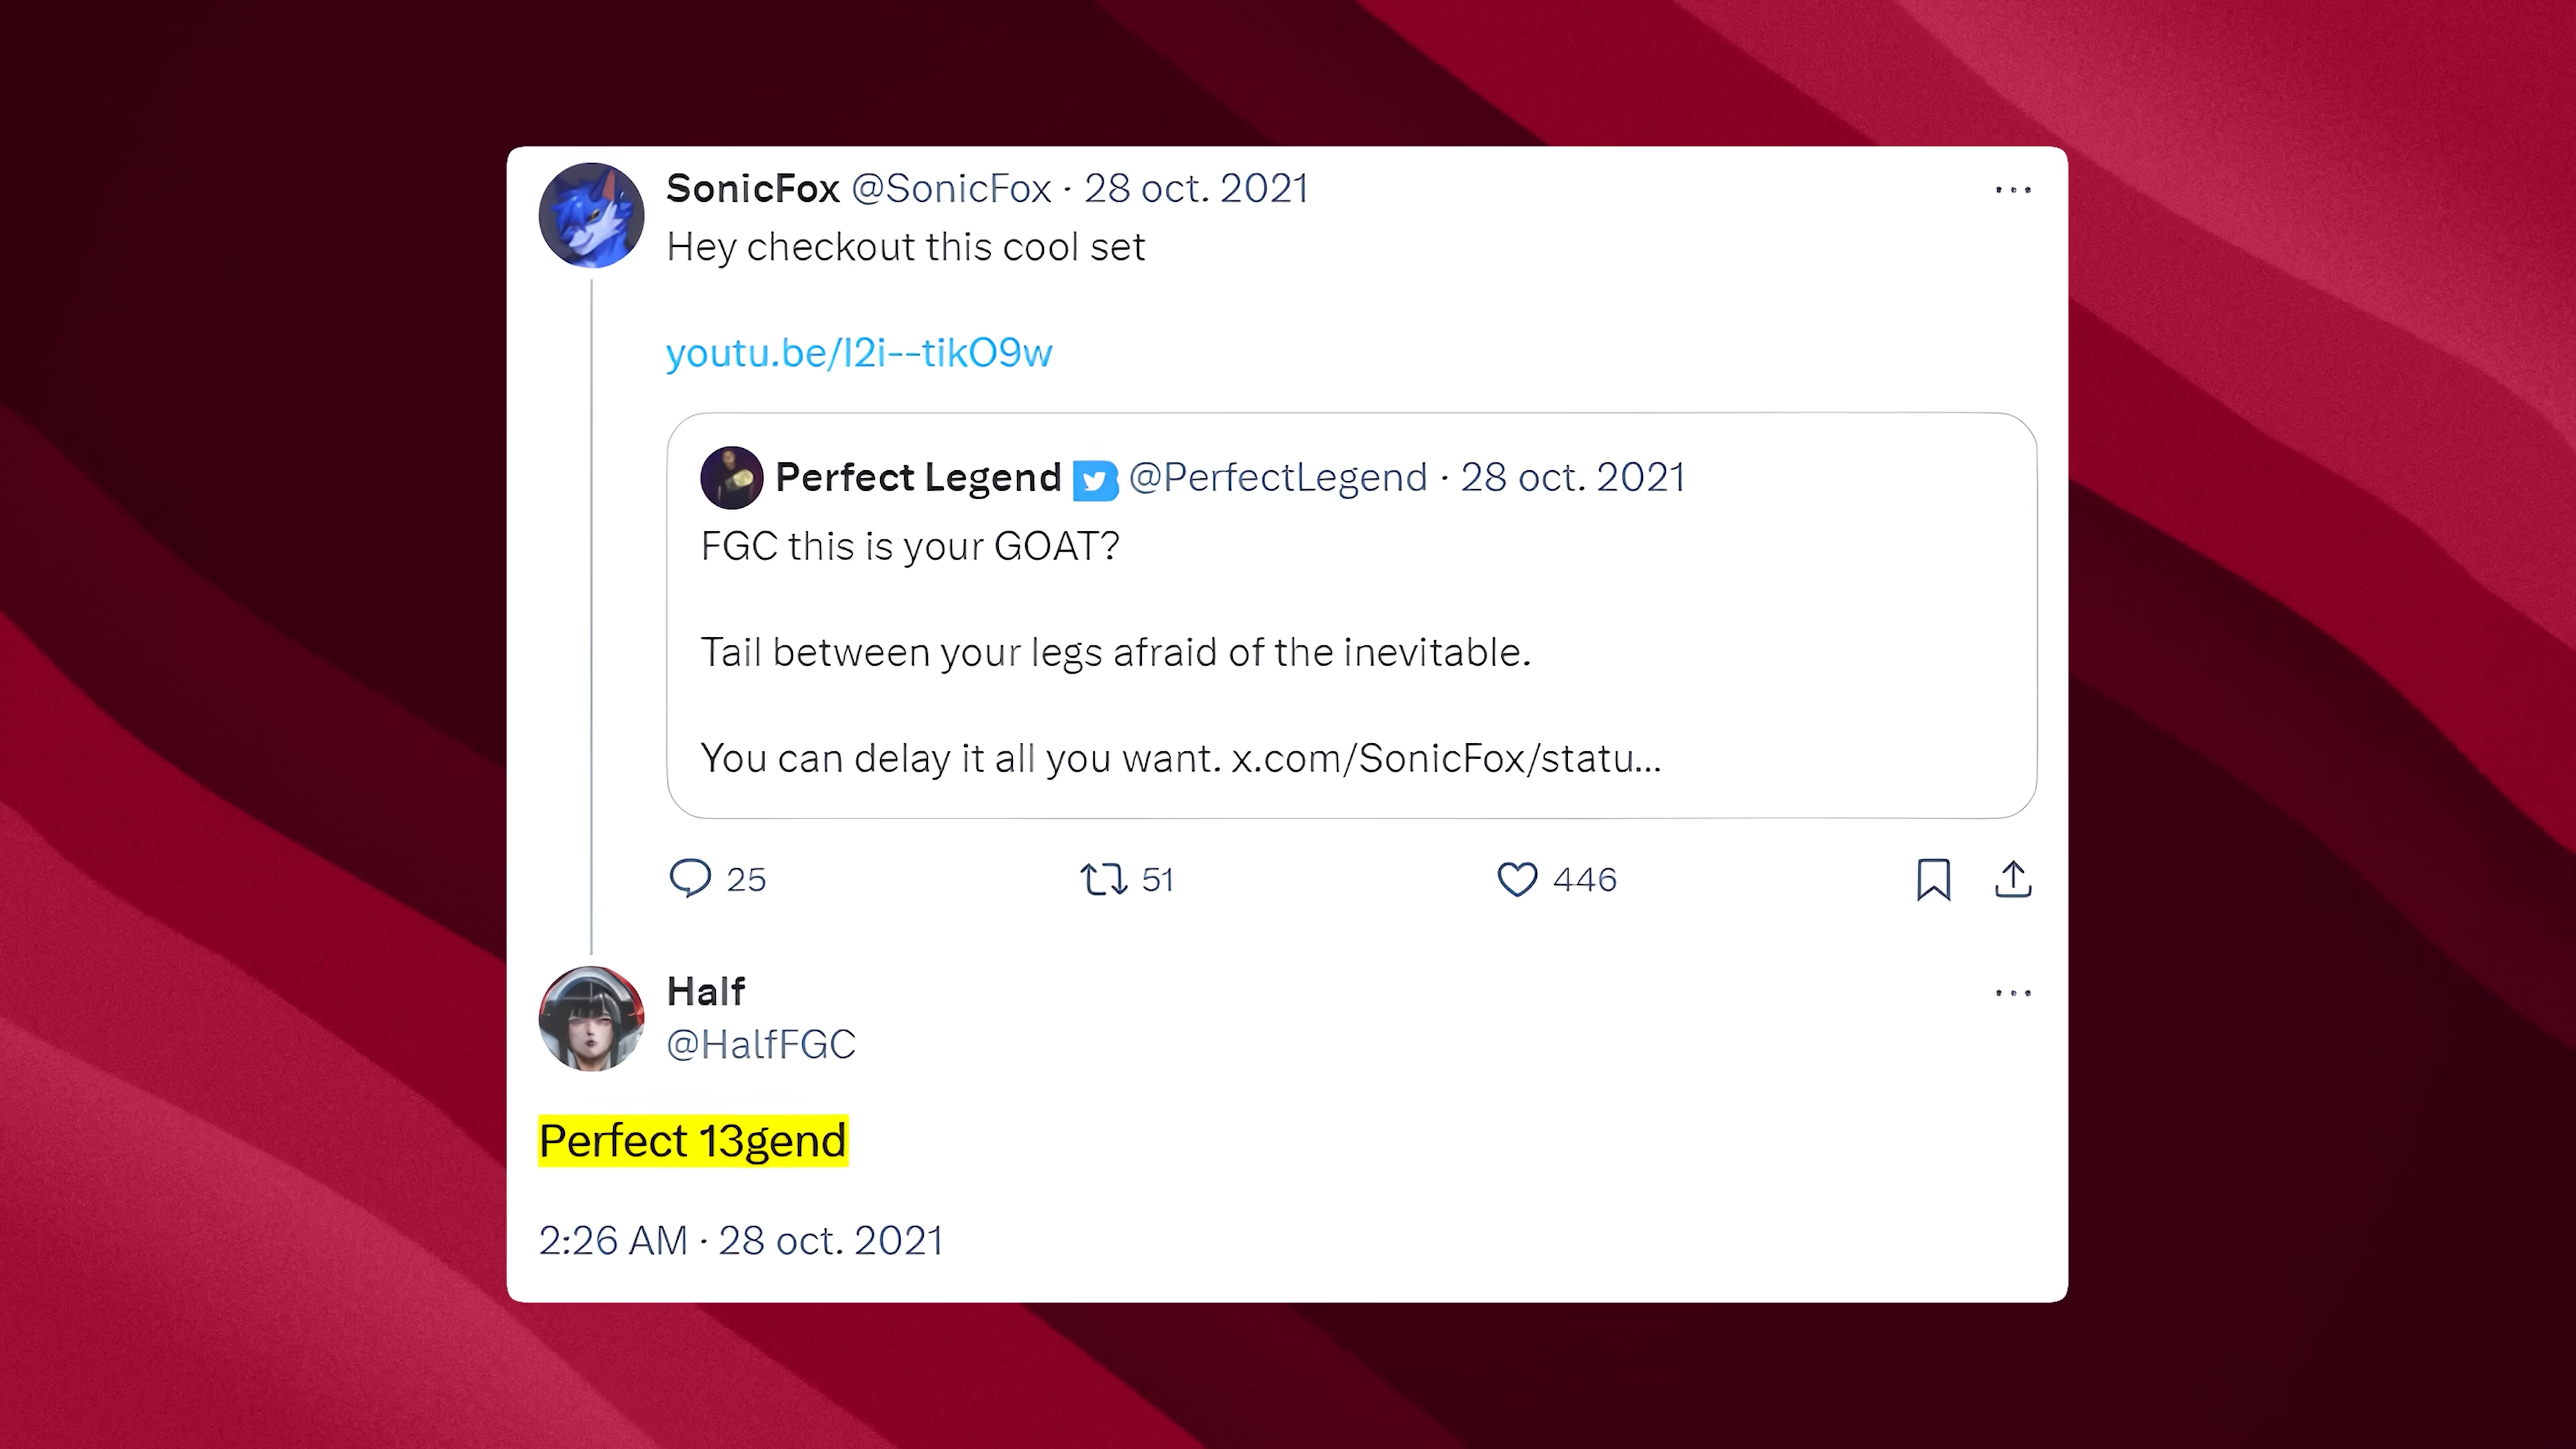 SonicFox @SonicFox · 28 oct. 2021
Hey checkout this cool set
youtu.be/l2i--tikO9w
Perfect Legend @PerfectLegend · 28 oct. 2021
FGC this is your GOAT?
Tail between your legs afraid of the inevitable.
You can delay it all you want. x.com/SonicFox/statu...
25 51 446
Half
@HalfFGC
Perfect 13gend
2:26 AM · 28 oct. 2021